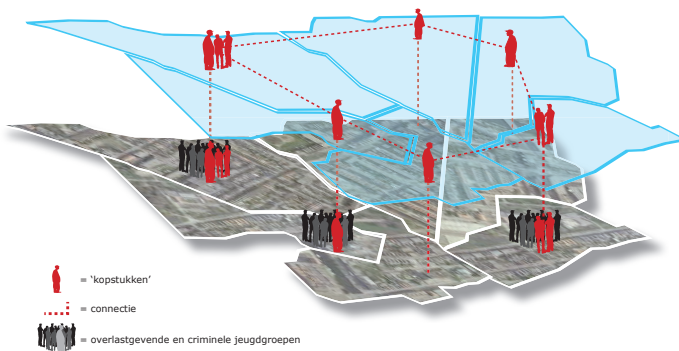 = ‘kopstukken’
= connectie
= overlastgevende en criminele jeugdgroepen